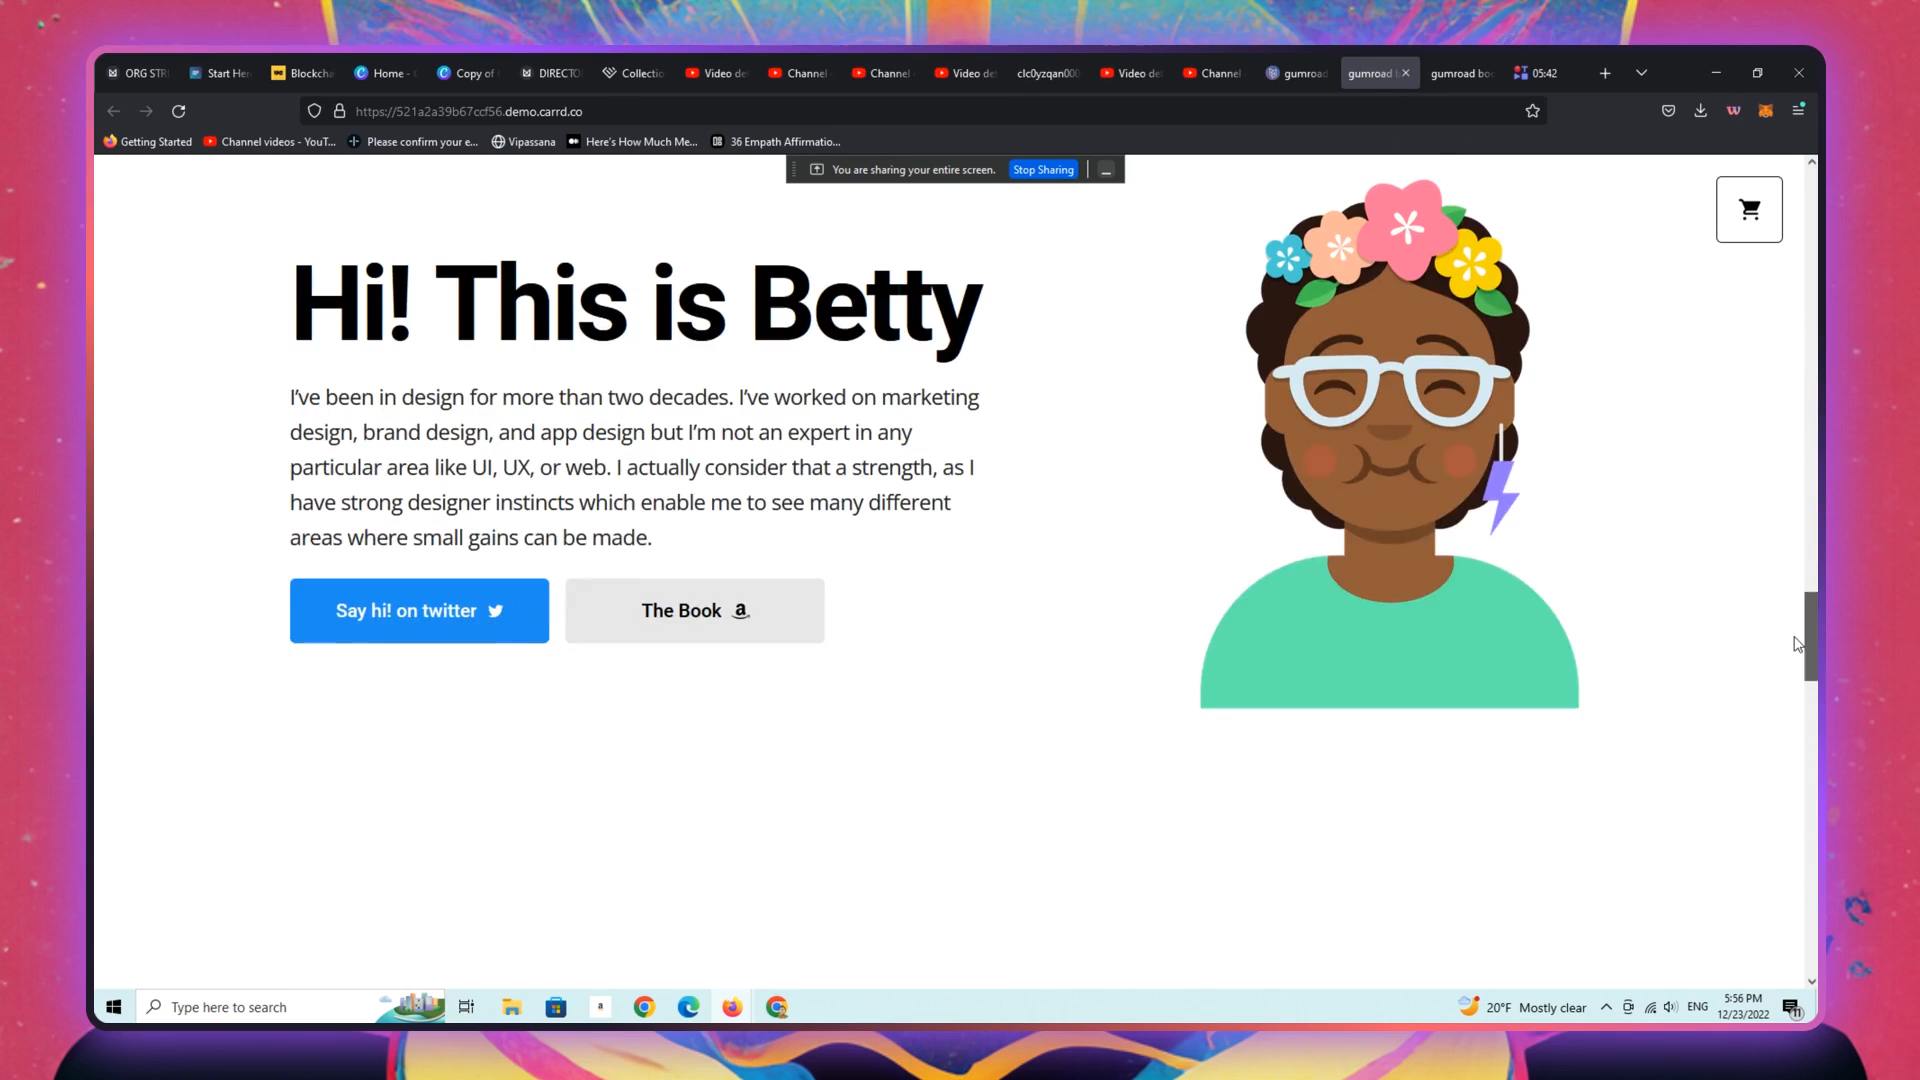 ORG STR
Start Her
Blockcha
Home -
Copy of
DIRECTO
Collectio
Video de
Channel
Channel
Video de
clc0yzqan000
Video de
Channel
gumroad
gumroad b
gumroad boo
05:42
https://521a2a39b67ccf56.demo.carrd.co
Getting Started
Channel videos - YouT...
Please confirm your e...
Vipassana
Here's How Much Me...
36 Empath Affirmatio...
You are sharing your entire screen.
Stop Sharing
Hi! This is Betty
I've been in design for more than two decades. I've worked on marketing
design, brand design, and app design but I'm not an expert in any
particular area like UI, UX, or web. I actually consider that a strength, as I
have strong designer instincts which enable me to see many different
areas where small gains can be made.
Say hi! on twitter
The Book
Type here to search
20°F Mostly clear
ENG
5:56 PM
12/23/2022
11